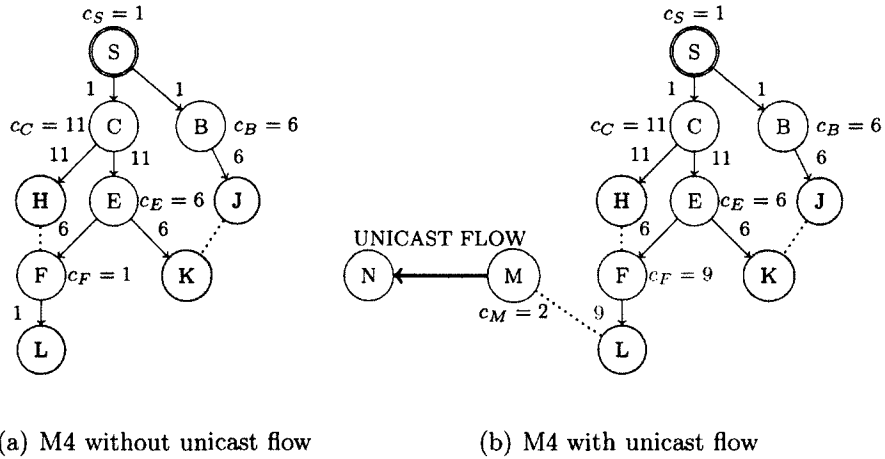 c_S = 1
c_S = 1
S
S
1
1
1
1
c_C = 11
C
B
c_B = 6
c_C = 11
C
B
c_B = 6
11
11
6
11
11
6
H
E
c_E = 6
J
H
E
c_E = 6
J
6
6
6
6
UNICAST FLOW
F
c_F = 1
K
N
M
F
c_F = 9
K
1
c_M = 2
9
L
L
(a) M4 without unicast flow
(b) M4 with unicast flow